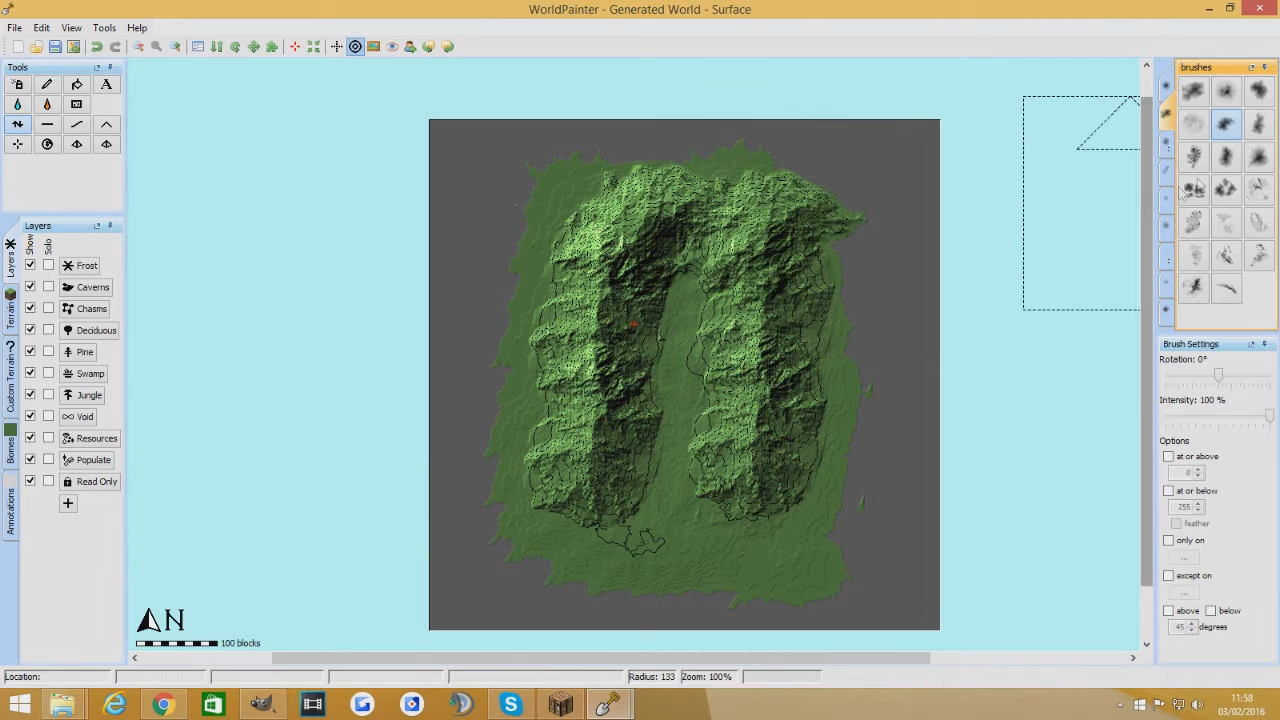 WorldPainter - Generated World - Surface
File Edit View Tools Help
Tools
brushes
A
Layers
Show
Solo
Layers
Terrain
Custom Terrain
Biomes
Annotations
Frost
Caverns
Chasms
Deciduous
Pine
Swamp
Jungle
Void
Resources
Populate
Read Only
Brush Settings
Rotation: 0°
Intensity: 100 %
Options
at or above
0
at or below
255
feather
only on
...
except on
...
above below
45 degrees
N
100 blocks
Location:
Radius: 133
Zoom: 100%
11:58
03/02/2016